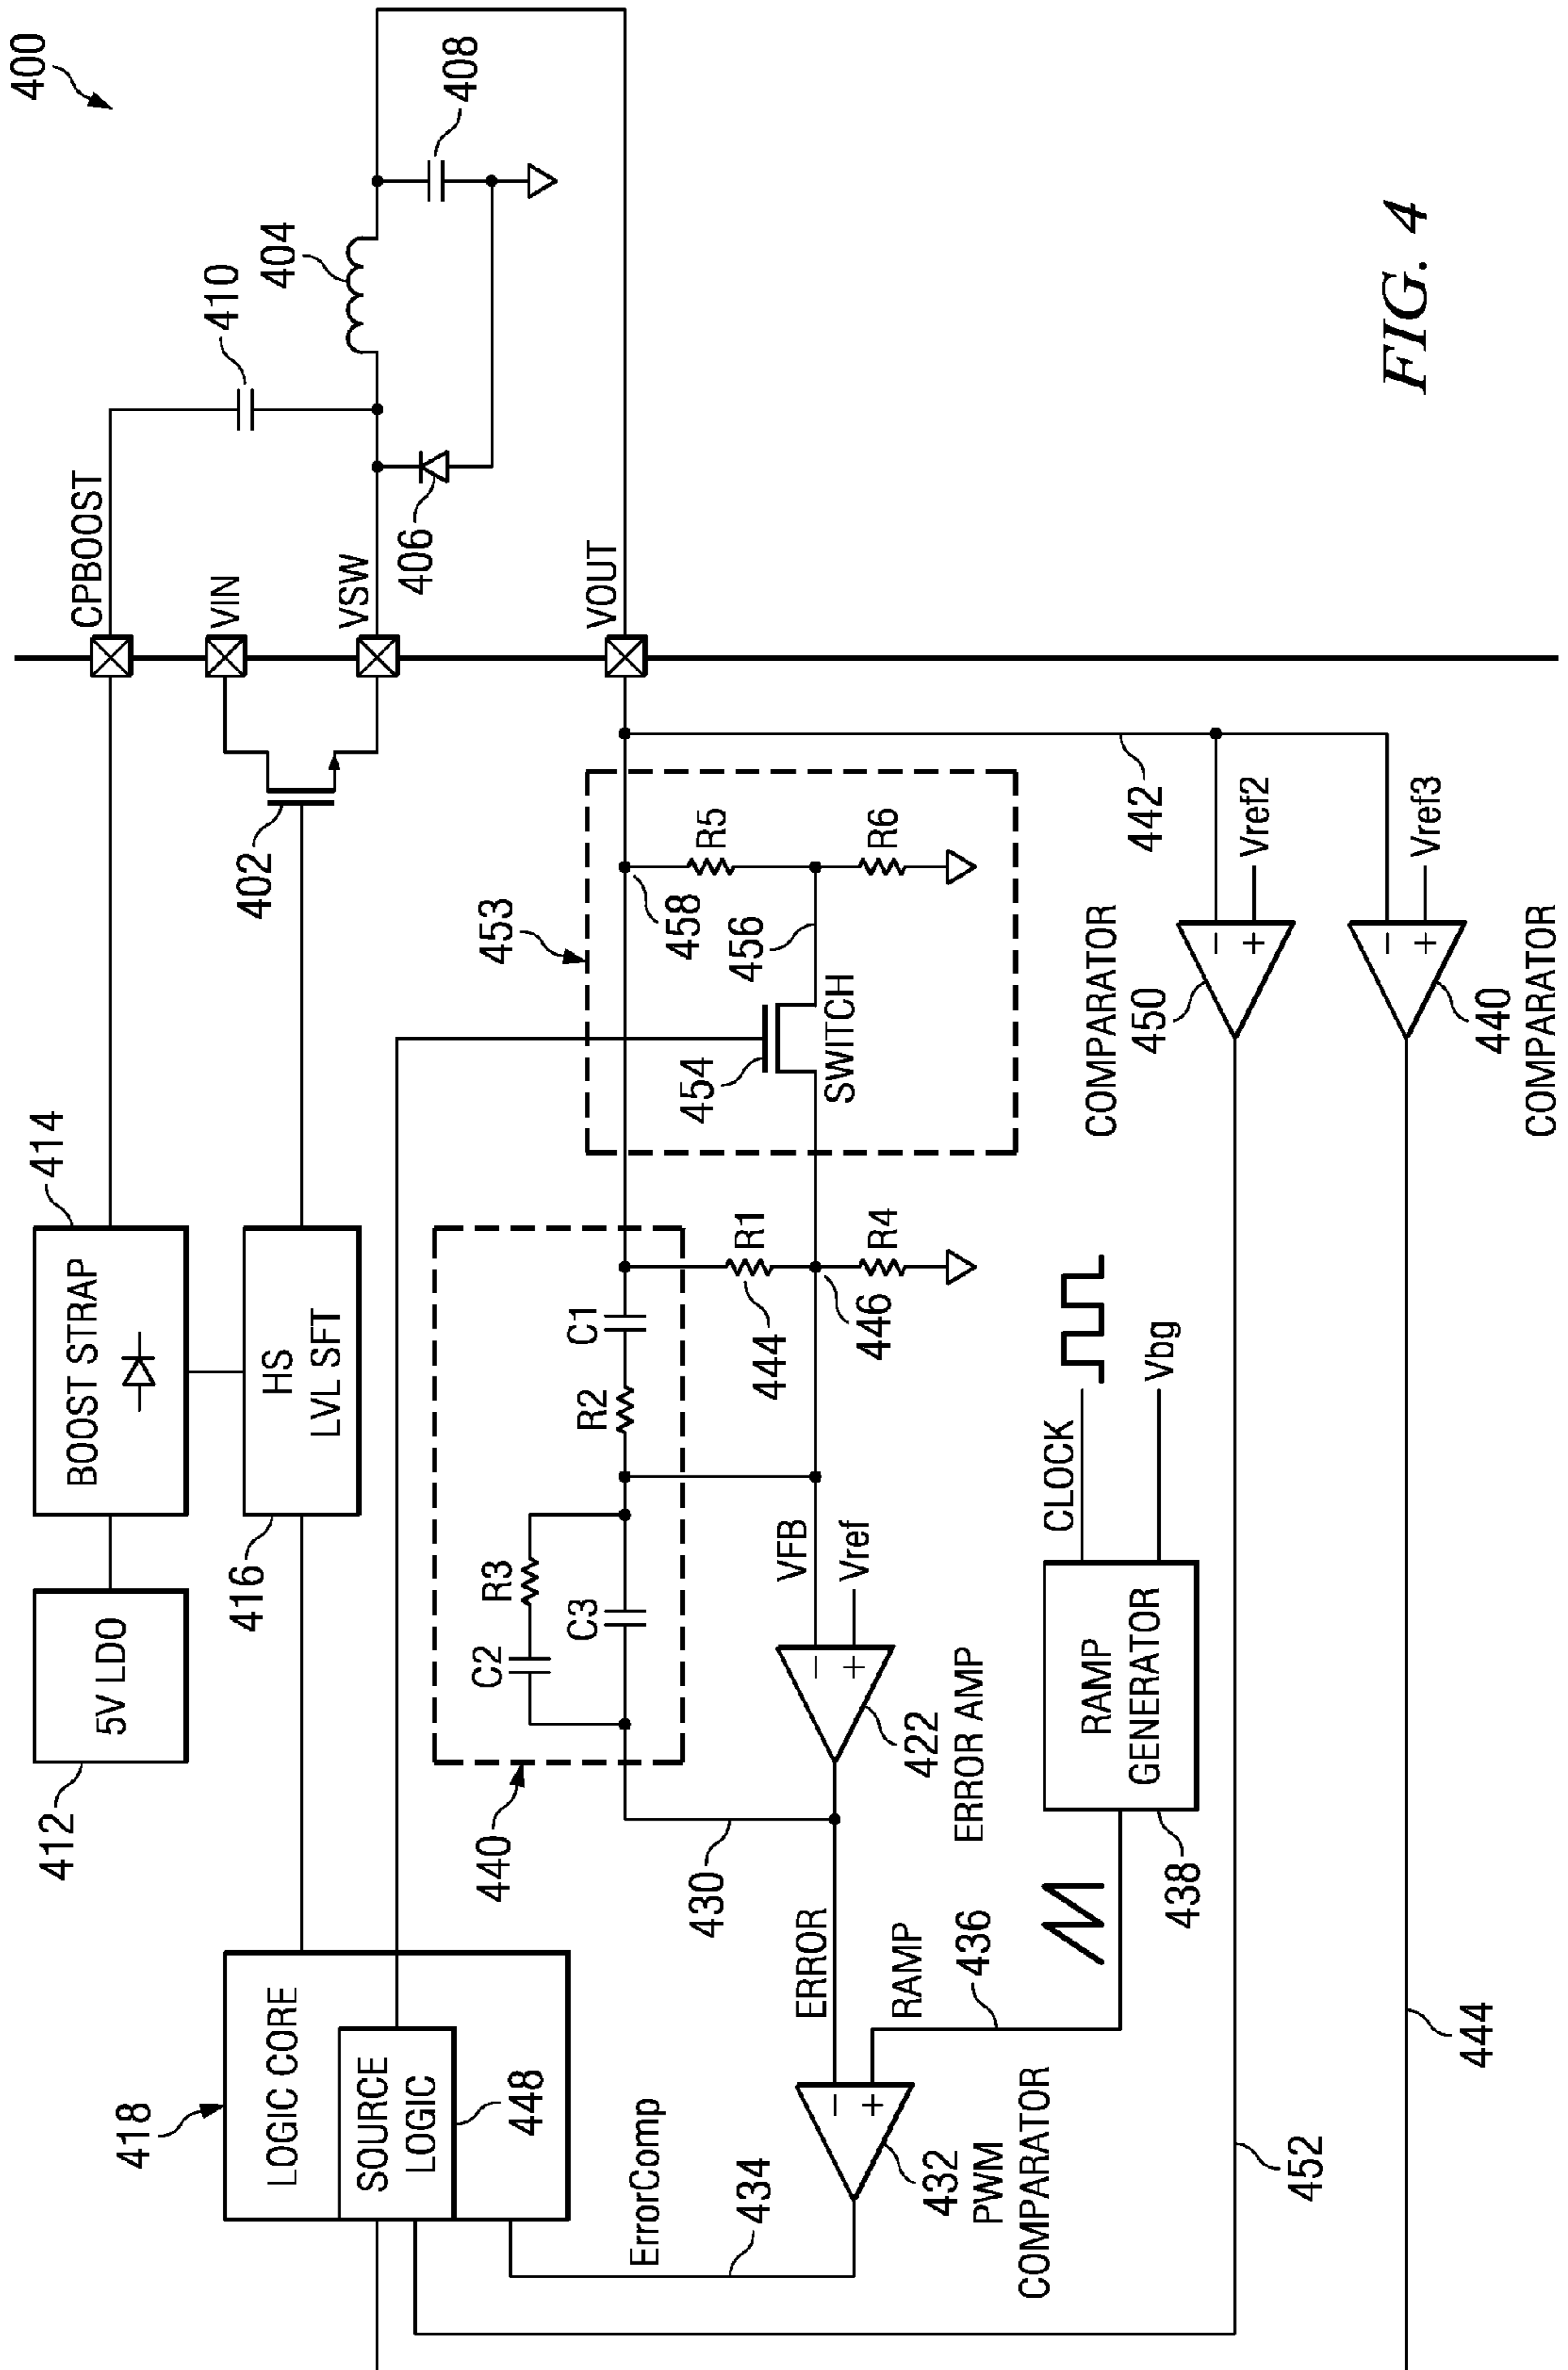 400
CPBOOST
410
404
408
VIN
VSW
406
VOUT
412
5V LDO
414
BOOST STRAP
416
HS
LVL SFT
402
418
LOGIC CORE
SOURCE
LOGIC
448
440
C2
R3
C3
R2
C1
453
458
R5
R6
456
454
SWITCH
R1
444
446
R4
ErrorComp
434
432
PWM
COMPARATOR
−
+
ERROR
430
RAMP
436
422
ERROR AMP
−
+
VFB
Vref
438
RAMP
GENERATOR
CLOCK
Vbg
442
COMPARATOR
450
−
+
Vref2
452
−
+
Vref3
440
COMPARATOR
444
FIG. 4